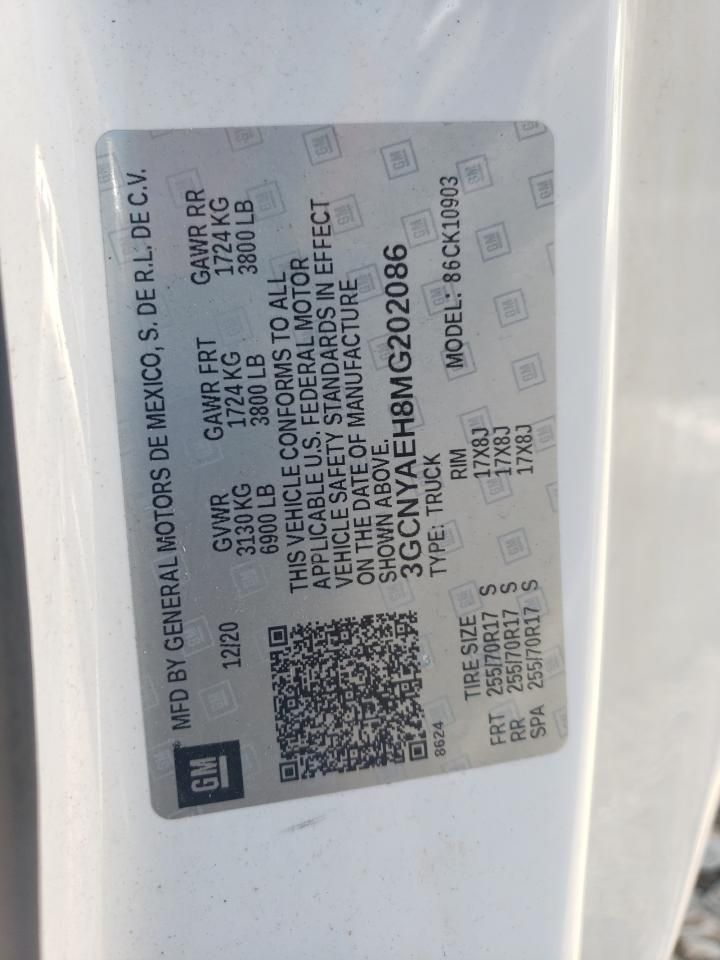 GM
MFD BY GENERAL MOTORS DE MEXICO, S. DE R.L. DE C.V.
12/20 GVWR GAWR FRT GAWR RR
3130 KG 1724 KG 1724 KG
6900 LB 3800 LB 3800 LB
THIS VEHICLE CONFORMS TO ALL
APPLICABLE U.S. FEDERAL MOTOR
VEHICLE SAFETY STANDARDS IN EFFECT
ON THE DATE OF MANUFACTURE
SHOWN ABOVE.
3GCNYAEH8MG202086
8624 TYPE: TRUCK MODEL: 86CK10903
TIRE SIZE RIM
FRT 255/70R17 S 17X8J
RR 255/70R17 S 17X8J
SPA 255/70R17 S 17X8J